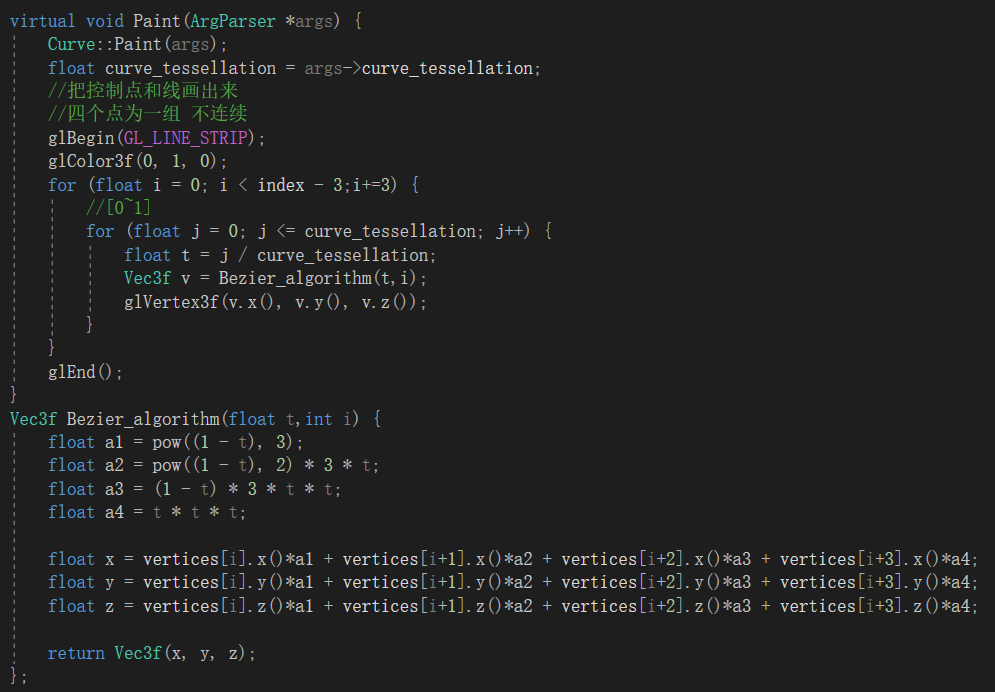 virtual void Paint(ArgParser *args) {
    Curve::Paint(args);
    float curve_tessellation = args->curve_tessellation;
    //把控制点和线画出来
    //四个点为一组 不连续
    glBegin(GL_LINE_STRIP);
    glColor3f(0, 1, 0);
    for (float i = 0; i < index - 3;i+=3) {
        //[0~1]
        for (float j = 0; j <= curve_tessellation; j++) {
            float t = j / curve_tessellation;
            Vec3f v = Bezier_algorithm(t,i);
            glVertex3f(v.x(), v.y(), v.z());
        }
    }
    glEnd();
}
Vec3f Bezier_algorithm(float t,int i) {
    float a1 = pow((1 - t), 3);
    float a2 = pow((1 - t), 2) * 3 * t;
    float a3 = (1 - t) * 3 * t * t;
    float a4 = t * t * t;

    float x = vertices[i].x()*a1 + vertices[i+1].x()*a2 + vertices[i+2].x()*a3 + vertices[i+3].x()*a4;
    float y = vertices[i].y()*a1 + vertices[i+1].y()*a2 + vertices[i+2].y()*a3 + vertices[i+3].y()*a4;
    float z = vertices[i].z()*a1 + vertices[i+1].z()*a2 + vertices[i+2].z()*a3 + vertices[i+3].z()*a4;

    return Vec3f(x, y, z);
};